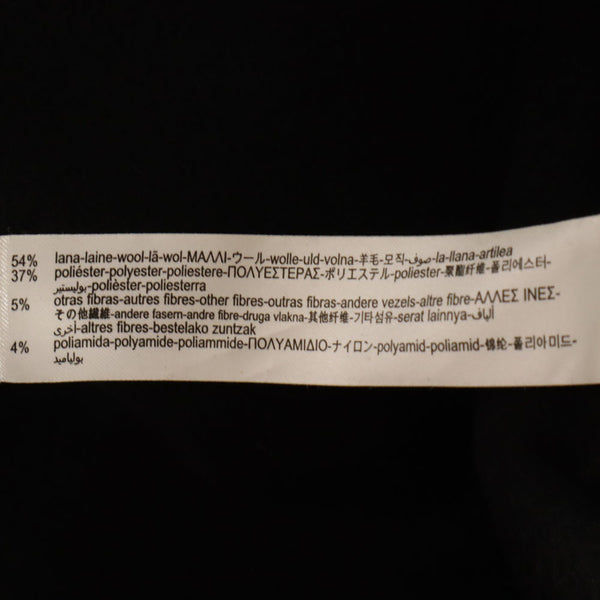 54% lana-laine-wool-lã-wol-ΜΑΛΛΙ-ウール-wolle-uld-volna-羊毛-모직-صوف-la-llana-artilea
37% poliéster-polyester-poliestere-ΠΟΛΥΕΣΤΕΡΑΣ-ポリエステル-poliester-聚酯纤维-폴리에스터-
بوليستير-polièster-poliesterra
5% otras fibras-autres fibres-other fibres-outras fibras-andere vezels-altre fibre-ΑΛΛΕΣ ΙΝΕΣ-
その他繊維-andere fasern-andre fibre-druga vlakna-其他纤维-기타섬유-serat lainnya-ألياف
أخرى-altres fibres-bestelako zuntzak
4% poliamida-polyamide-poliammide-ΠΟΛΥΑΜΙΔΙΟ-ナイロン-polyamid-poliamid-锦纶-폴리아미드-
بولياميد